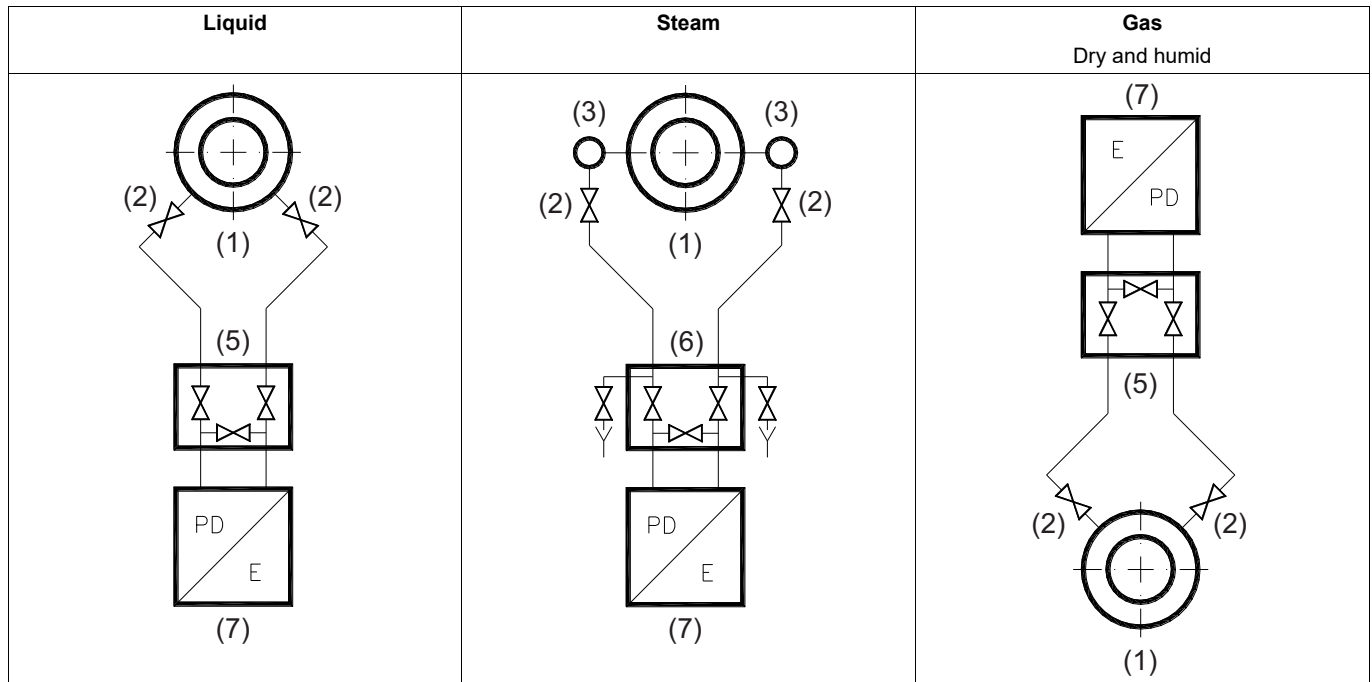 Liquid
Steam
Gas
Dry and humid
(2) (2)
(1)
(5)
PD
E
(7)
(3) (3)
(2) (2)
(1)
(6)
PD
E
(7)
(7)
E
PD
(5)
(2) (2)
(1)